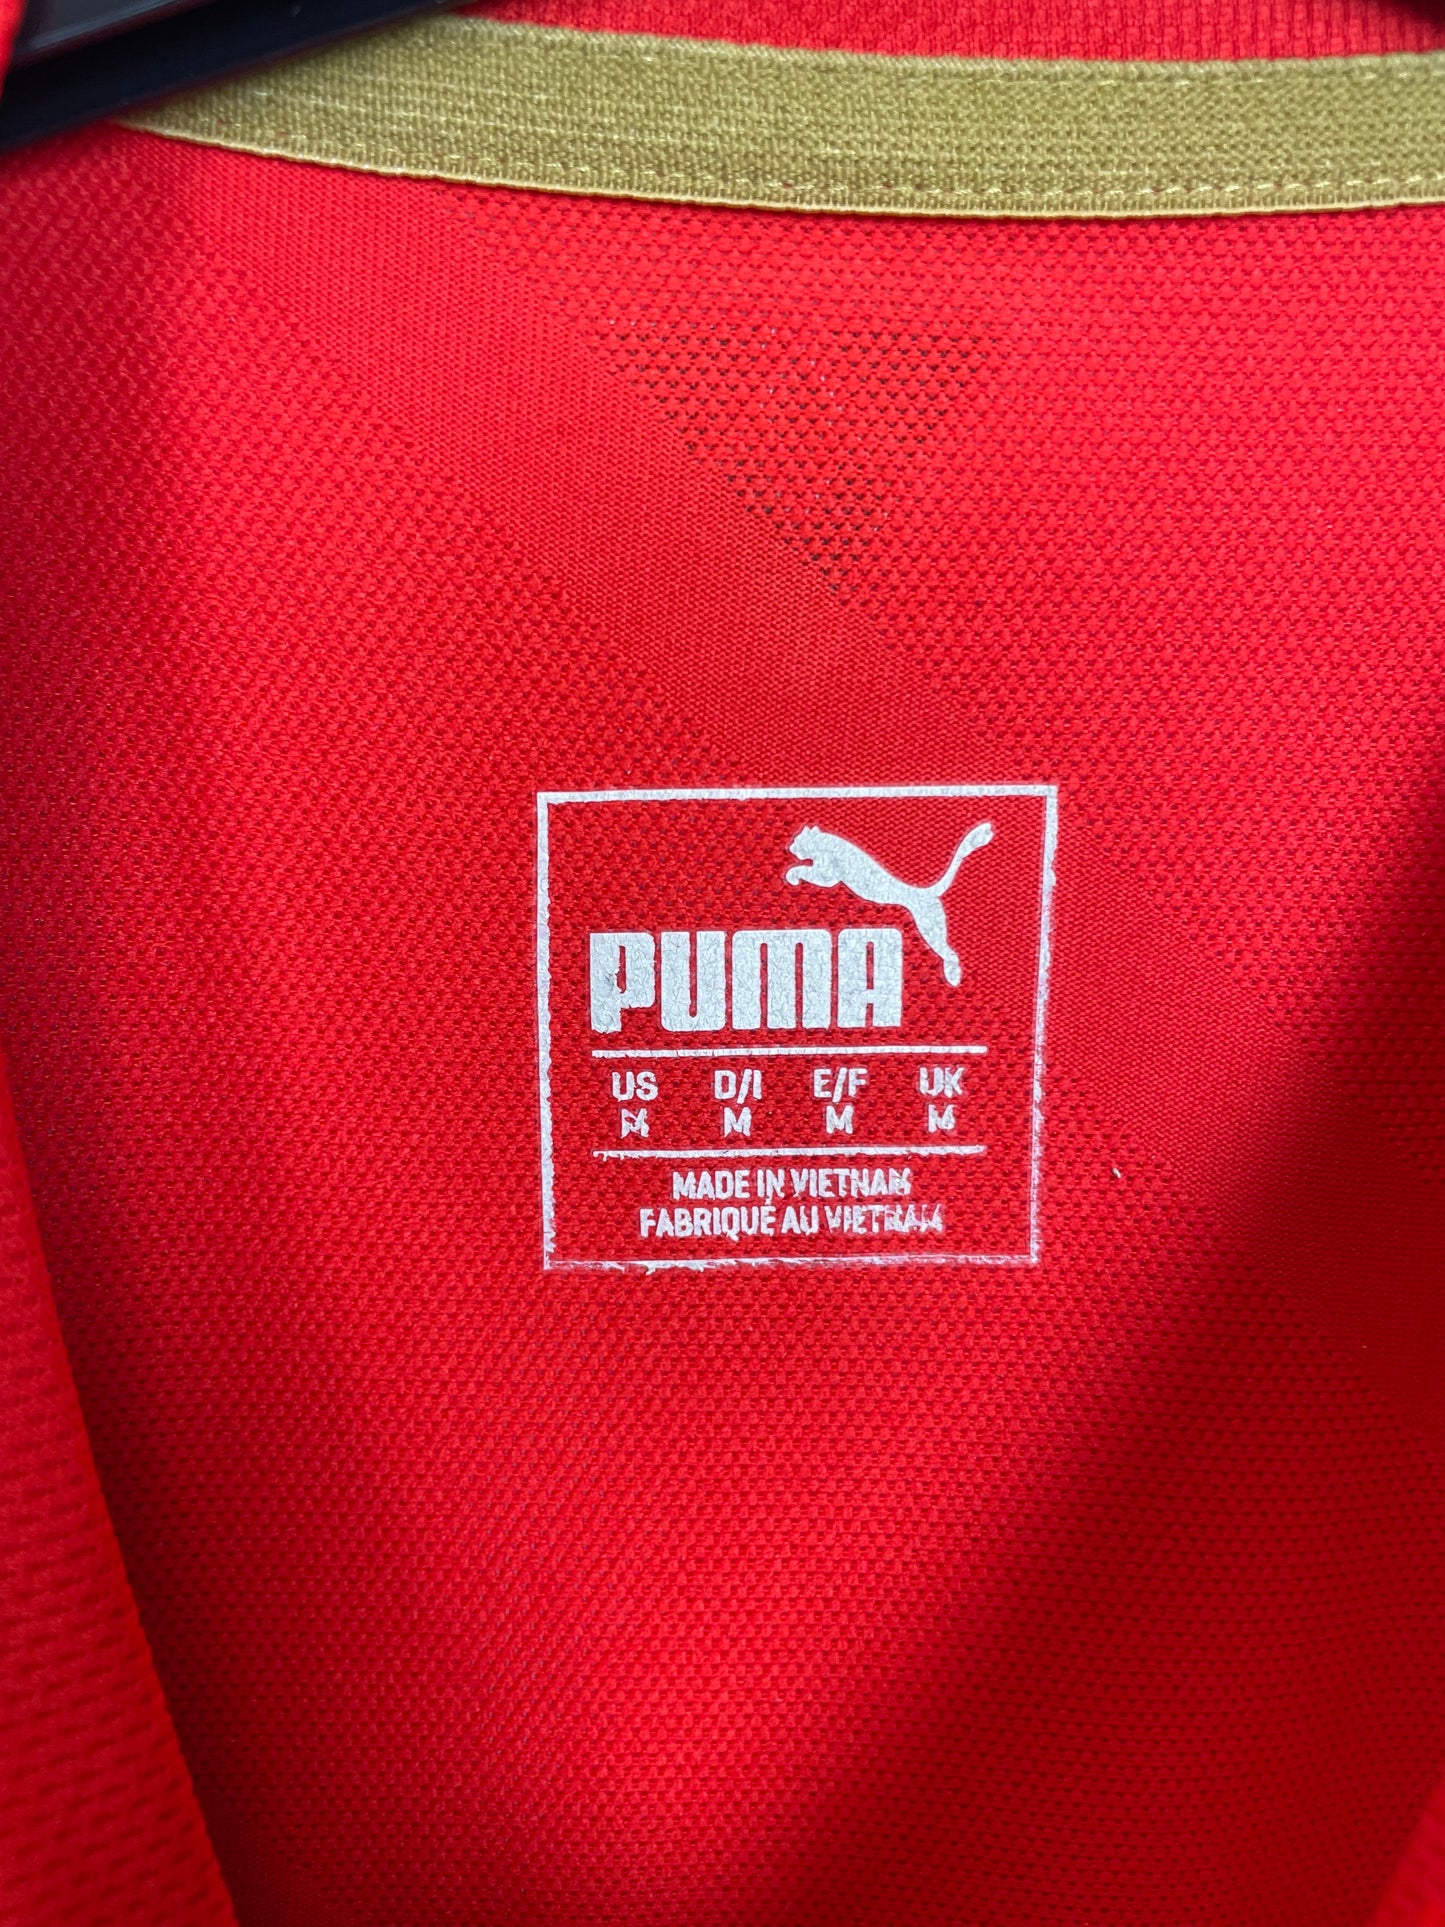 PUMA
US D/I E/F UK
M M M M
MADE IN VIETNAM
FABRIQUÉ AU VIETNAM